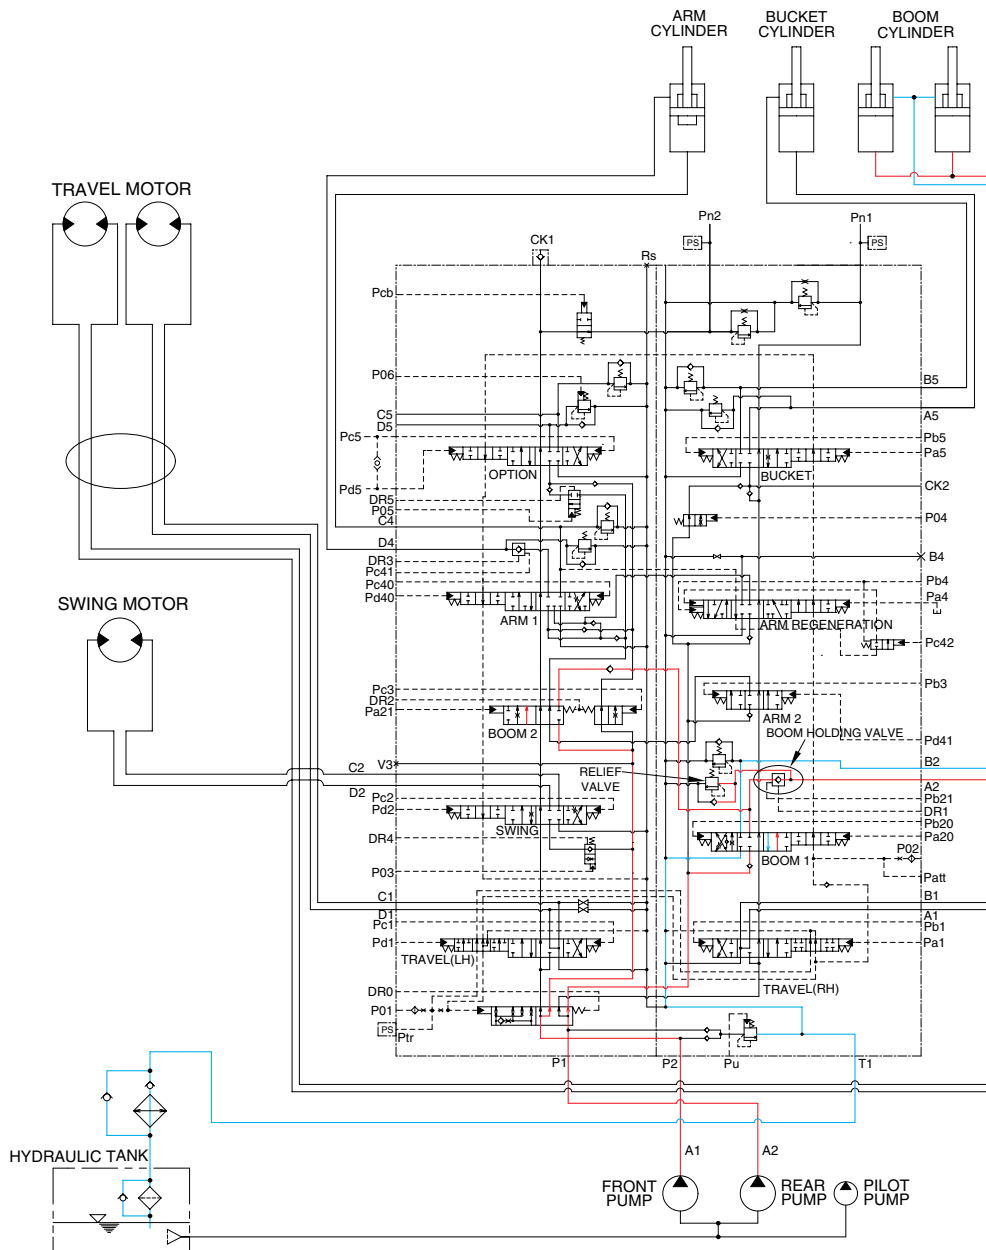 ARM
CYLINDER
BUCKET
CYLINDER
BOOM
CYLINDER
TRAVEL MOTOR
Pn2
Pn1
PS
PS
CK1
Rs
Pcb
P06
C5
D5
Pc5
Pd5
OPTION
DR5
P05
C4
D4
DR3
Pc41
Pc40
Pd40
ARM 1
B5
A5
Pb5
Pa5
BUCKET
CK2
P04
B4
Pb4
Pa4
ARM REGENERATION
Pc42
SWING MOTOR
Pc3
DR2
Pa21
BOOM 2
Pb3
ARM 2
BOOM HOLDING VALVE
Pd41
V3
C2
D2
RELIEF
VALVE
B2
A2
Pb21
DR1
Pc2
Pd2
SWING
Pb20
Pa20
BOOM 1
DR4
P03
P02
Patt
C1
D1
Pc1
Pd1
TRAVEL(LH)
B1
A1
Pb1
Pa1
TRAVEL(RH)
DR0
P01
PS
Ptr
P1
P2
Pu
T1
HYDRAULIC TANK
A1
A2
FRONT
PUMP
REAR
PUMP
PILOT
PUMP